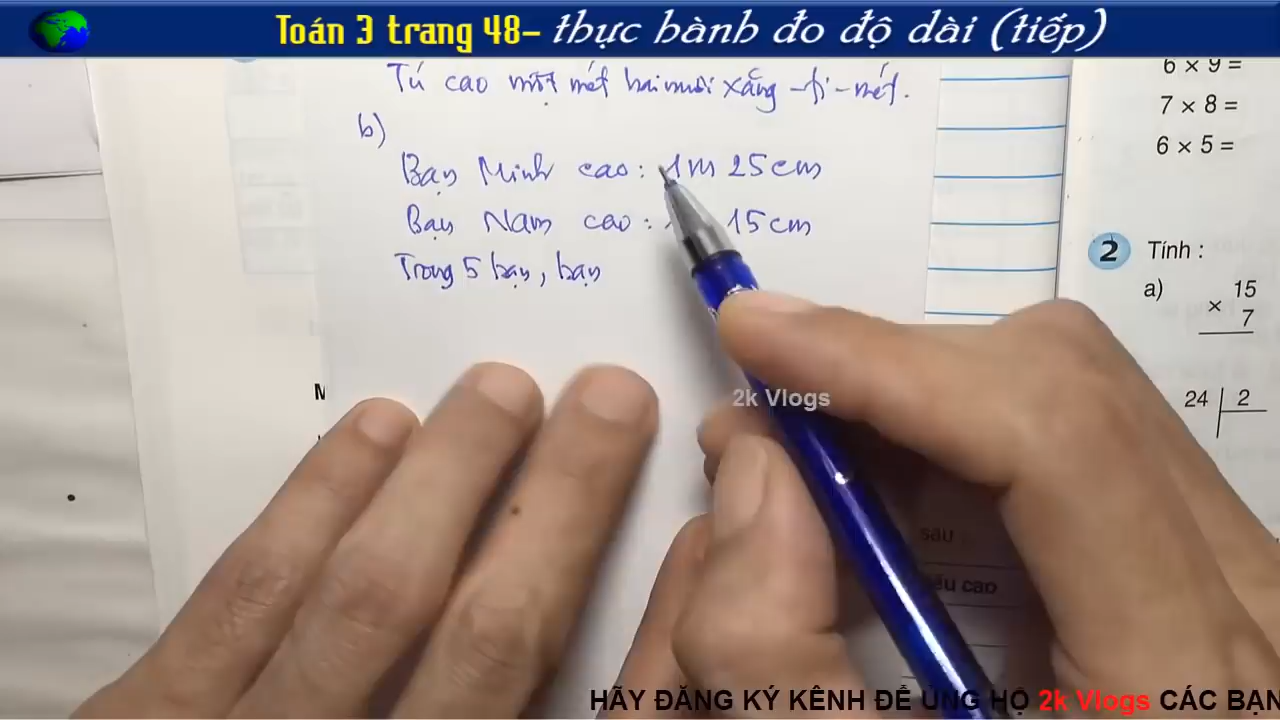 Toán 3 trang 48- thực hành đo độ dài (tiếp)
Tú cao một mét hai mươi xăng-ti-mét.
b)
Bạn Minh cao: 1m 25cm
Bạn Nam cao: 15cm
Trong 5 bạn, bạn
6 × 9 =
7 × 8 =
6 × 5 =
2 Tính :
a) 15
× 7
24 2
2k Vlogs
sau
cao
HÃY ĐĂNG KÝ KÊNH ĐỂ ỦNG HỘ 2k Vlogs CÁC BẠN